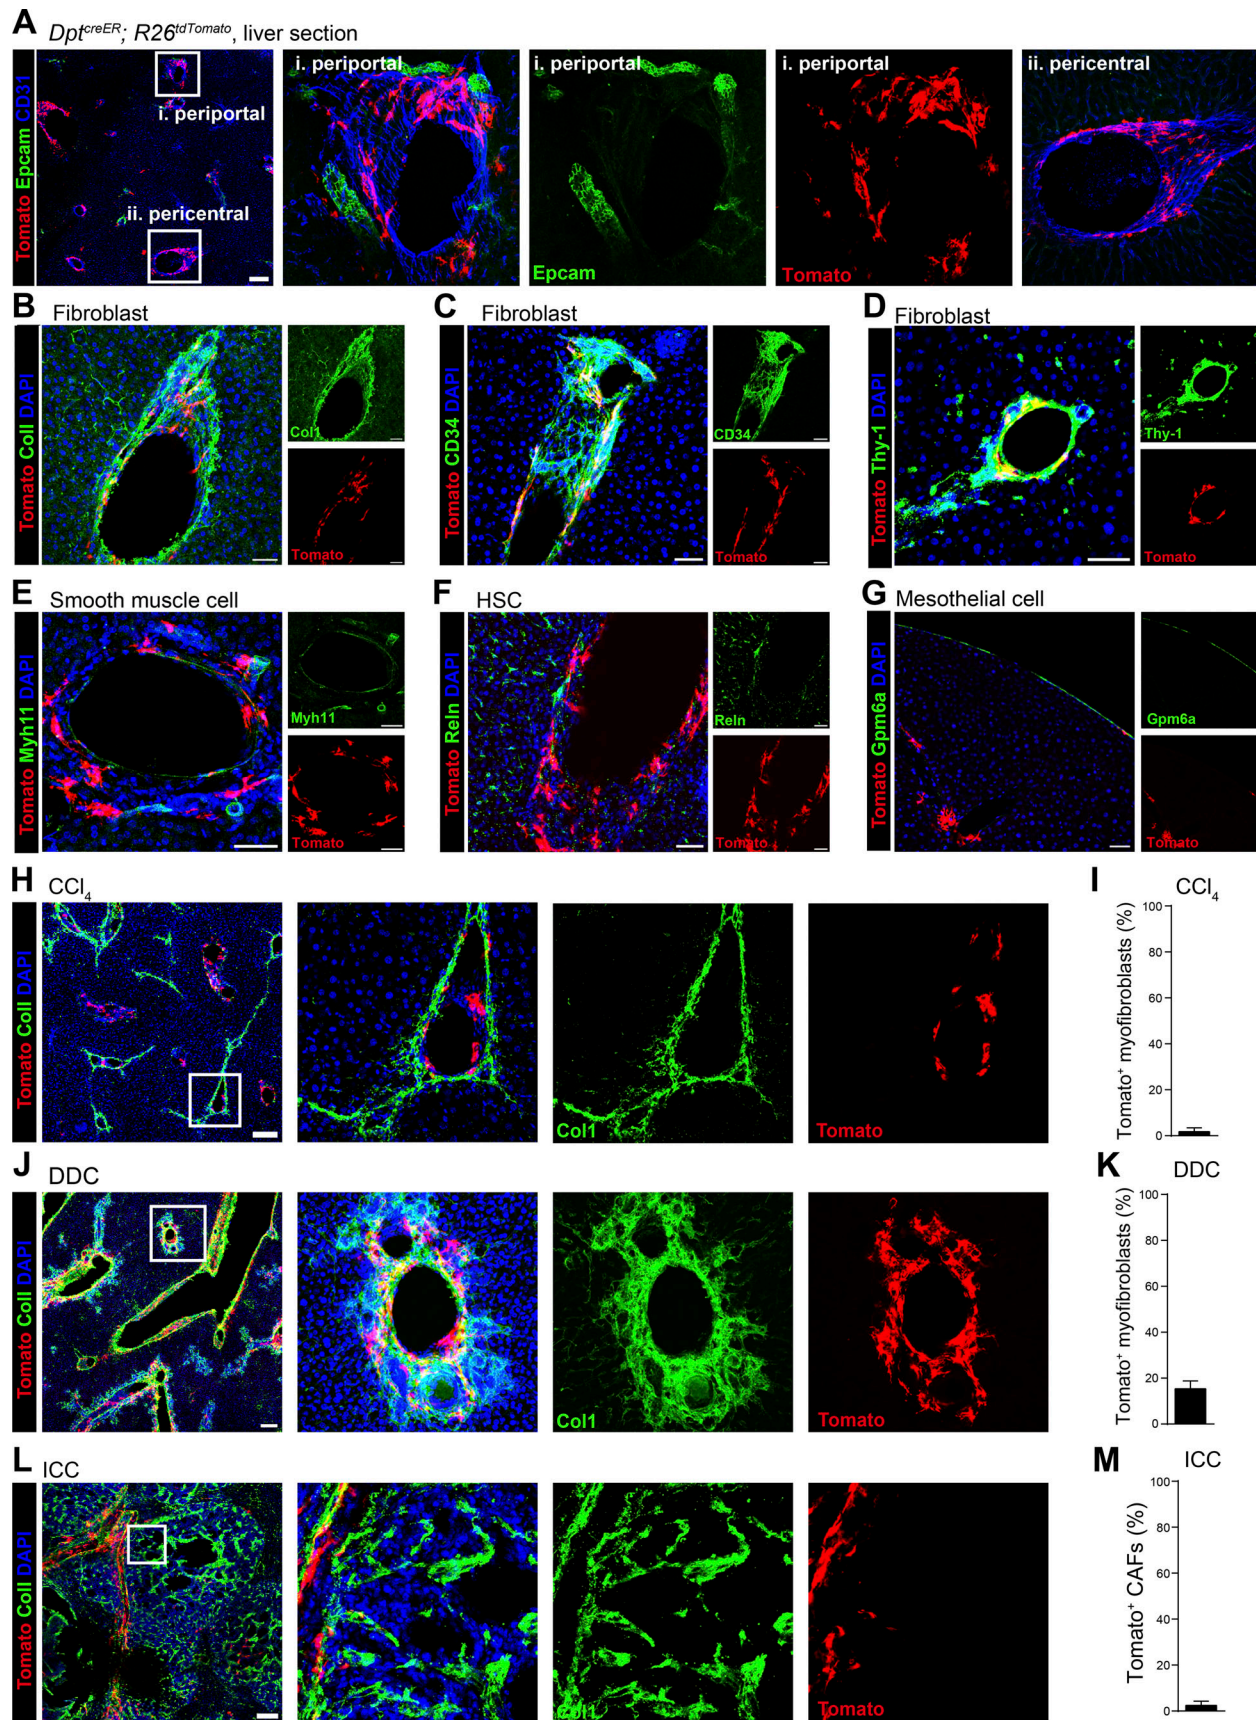 A Dpt^creER; R26^tdTomato, liver section
Tomato Epcam CD31
i. periportal
ii. pericentral
i. periportal
i. periportal
Epcam
i. periportal
Tomato
ii. pericentral
B Fibroblast
Tomato ColI DAPI
Col1
Tomato
C Fibroblast
Tomato CD34 DAPI
CD34
Tomato
D Fibroblast
Tomato Thy-1 DAPI
Thy-1
Tomato
E Smooth muscle cell
Tomato Myh11 DAPI
Myh11
Tomato
F HSC
Tomato Reln DAPI
Reln
Tomato
G Mesothelial cell
Tomato Gpm6a DAPI
Gpm6a
Tomato
H CCl₄
Tomato ColI DAPI
Col1
Tomato
I CCl₄
Tomato⁺ myofibroblasts (%)
100
80
60
40
20
0
J DDC
Tomato ColI DAPI
Col1
Tomato
K DDC
Tomato⁺ myofibroblasts (%)
100
80
60
40
20
0
L ICC
Tomato ColI DAPI
Col1
Tomato
M ICC
Tomato⁺ CAFs (%)
100
80
60
40
20
0